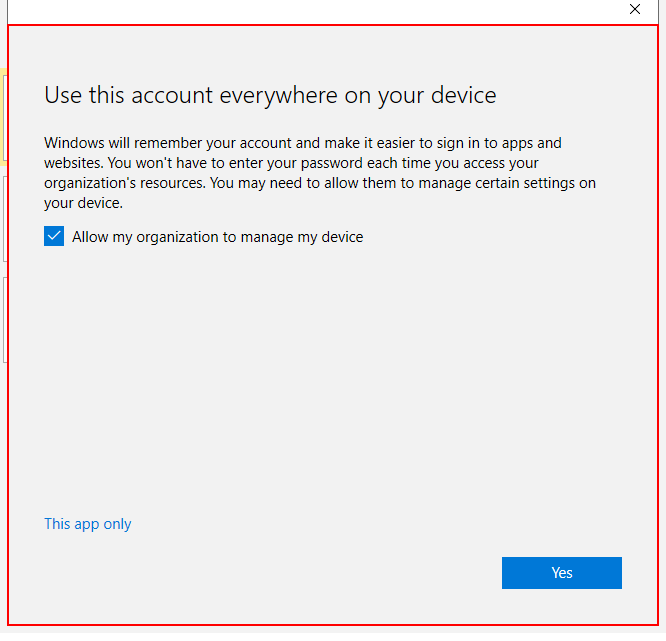 Use this account everywhere on your device
Windows will remember your account and make it easier to sign in to apps and
websites. You won't have to enter your password each time you access your
organization's resources. You may need to allow them to manage certain settings on
your device.
Allow my organization to manage my device
This app only
Yes